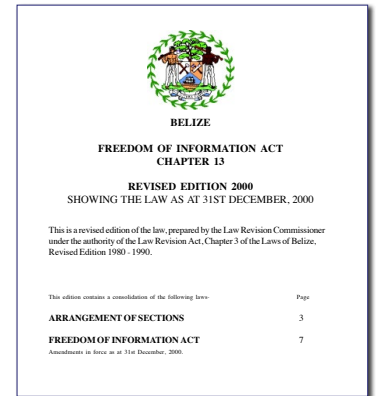 BELIZE
FREEDOM OF INFORMATION ACT
CHAPTER 13
REVISED EDITION 2000
SHOWING THE LAW AS AT 31ST DECEMBER, 2000
This is a revised edition of the law, prepared by the Law Revision Commissioner
under the authority of the Law Revision Act, Chapter 3 of the Laws of Belize,
Revised Edition 1980 - 1990.
This edition contains a consolidation of the following laws- Page
ARRANGEMENT OF SECTIONS 3
FREEDOM OF INFORMATION ACT 7
Amendments in force as at 31st December, 2000.